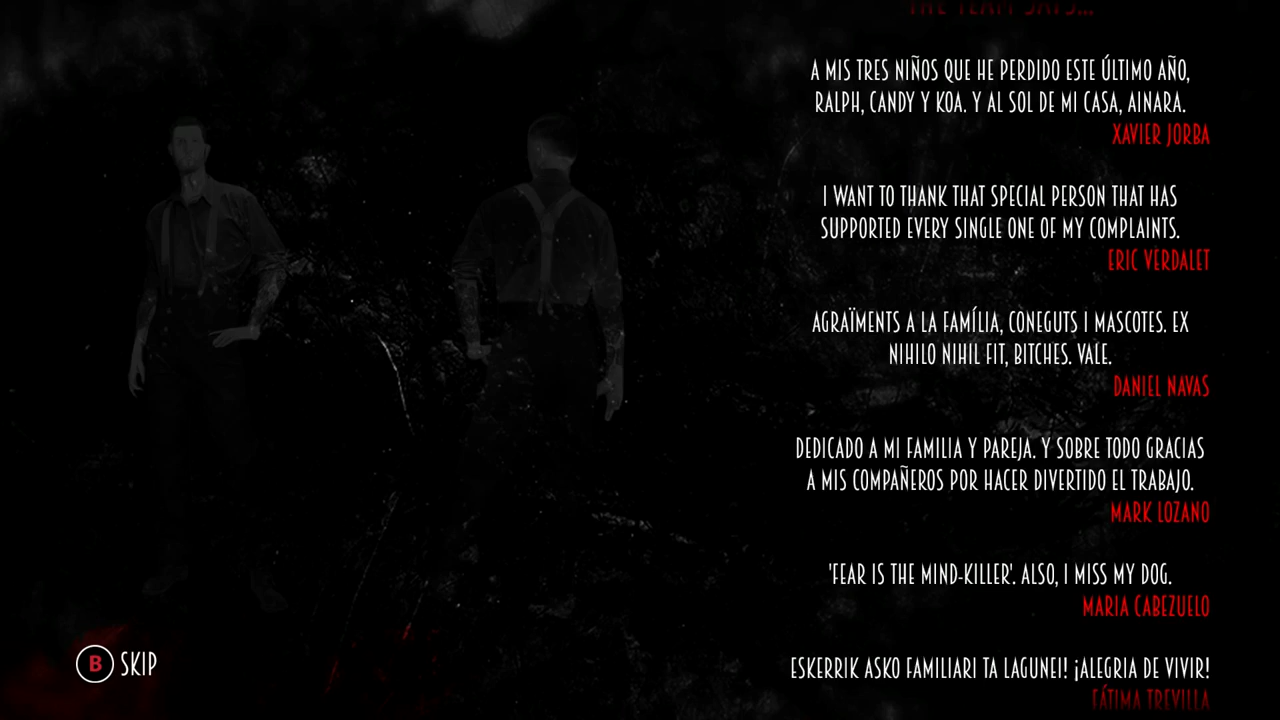 THE TEAM SAYS...
A MIS TRES NIÑOS QUE HE PERDIDO ESTE ÚLTIMO AÑO,
RALPH, CANDY Y KOA. Y AL SOL DE MI CASA, AINARA.
XAVIER JORBA
I WANT TO THANK THAT SPECIAL PERSON THAT HAS
SUPPORTED EVERY SINGLE ONE OF MY COMPLAINTS.
ERIC VERDALET
AGRAÏMENTS A LA FAMÍLIA, CONEGUTS I MASCOTES. EX
NIHILO NIHIL FIT, BITCHES. VALE.
DANIEL NAVAS
DEDICADO A MI FAMILIA Y PAREJA. Y SOBRE TODO GRACIAS
A MIS COMPAÑEROS POR HACER DIVERTIDO EL TRABAJO.
MARK LOZANO
'FEAR IS THE MIND-KILLER'. ALSO, I MISS MY DOG.
MARIA CABEZUELO
ESKERRIK ASKO FAMILIARI TA LAGUNEI! ¡ALEGRIA DE VIVIR!
FÁTIMA TREVILLA
B SKIP